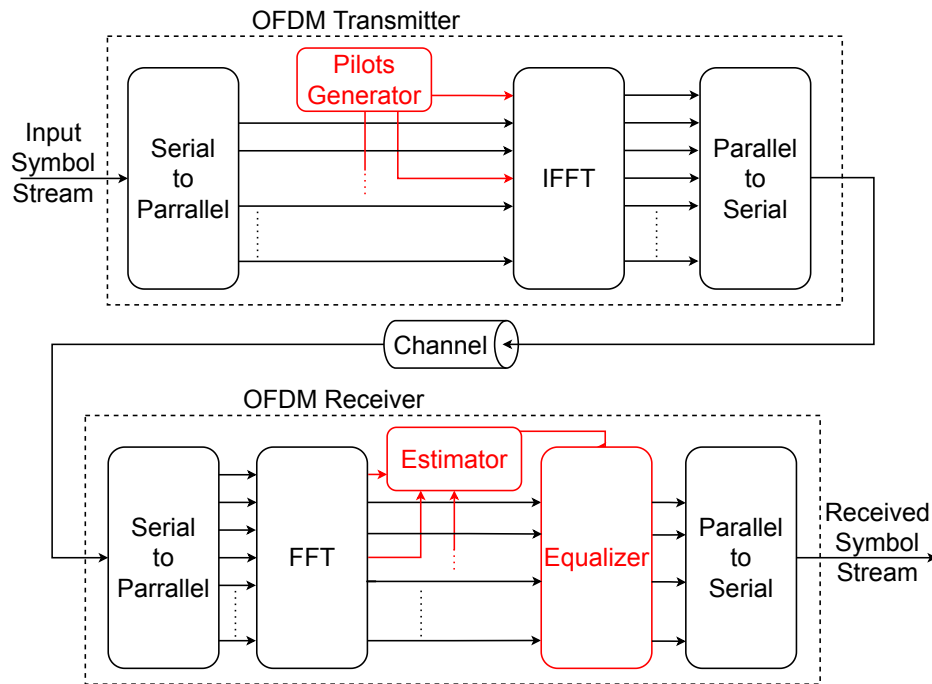 OFDM Transmitter
Pilots
Generator
Input
Symbol
Stream
Serial
to
Parrallel
IFFT
Parallel
to
Serial
Channel
OFDM Receiver
Estimator
Serial
to
Parrallel
FFT
Equalizer
Parallel
to
Serial
Received
Symbol
Stream